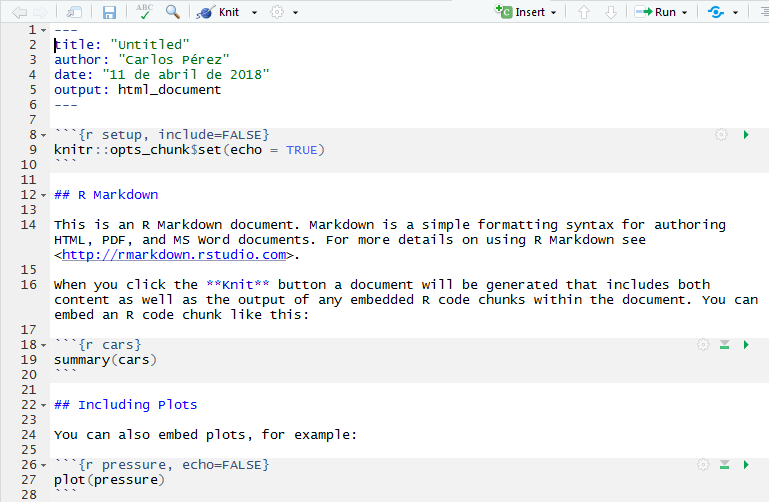 ABC Knit Insert Run
1 ---
2 title: "Untitled"
3 author: "Carlos Pérez"
4 date: "11 de abril de 2018"
5 output: html_document
6 ---
7
8 ```{r setup, include=FALSE}
9 knitr::opts_chunk$set(echo = TRUE)
10 ```
11
12 ## R Markdown
13
14 This is an R Markdown document. Markdown is a simple formatting syntax for authoring
HTML, PDF, and MS Word documents. For more details on using R Markdown see
<http://rmarkdown.rstudio.com>.
15
16 When you click the **Knit** button a document will be generated that includes both
content as well as the output of any embedded R code chunks within the document. You can
embed an R code chunk like this:
17
18 ```{r cars}
19 summary(cars)
20 ```
21
22 ## Including Plots
23
24 You can also embed plots, for example:
25
26 ```{r pressure, echo=FALSE}
27 plot(pressure)
28 ```